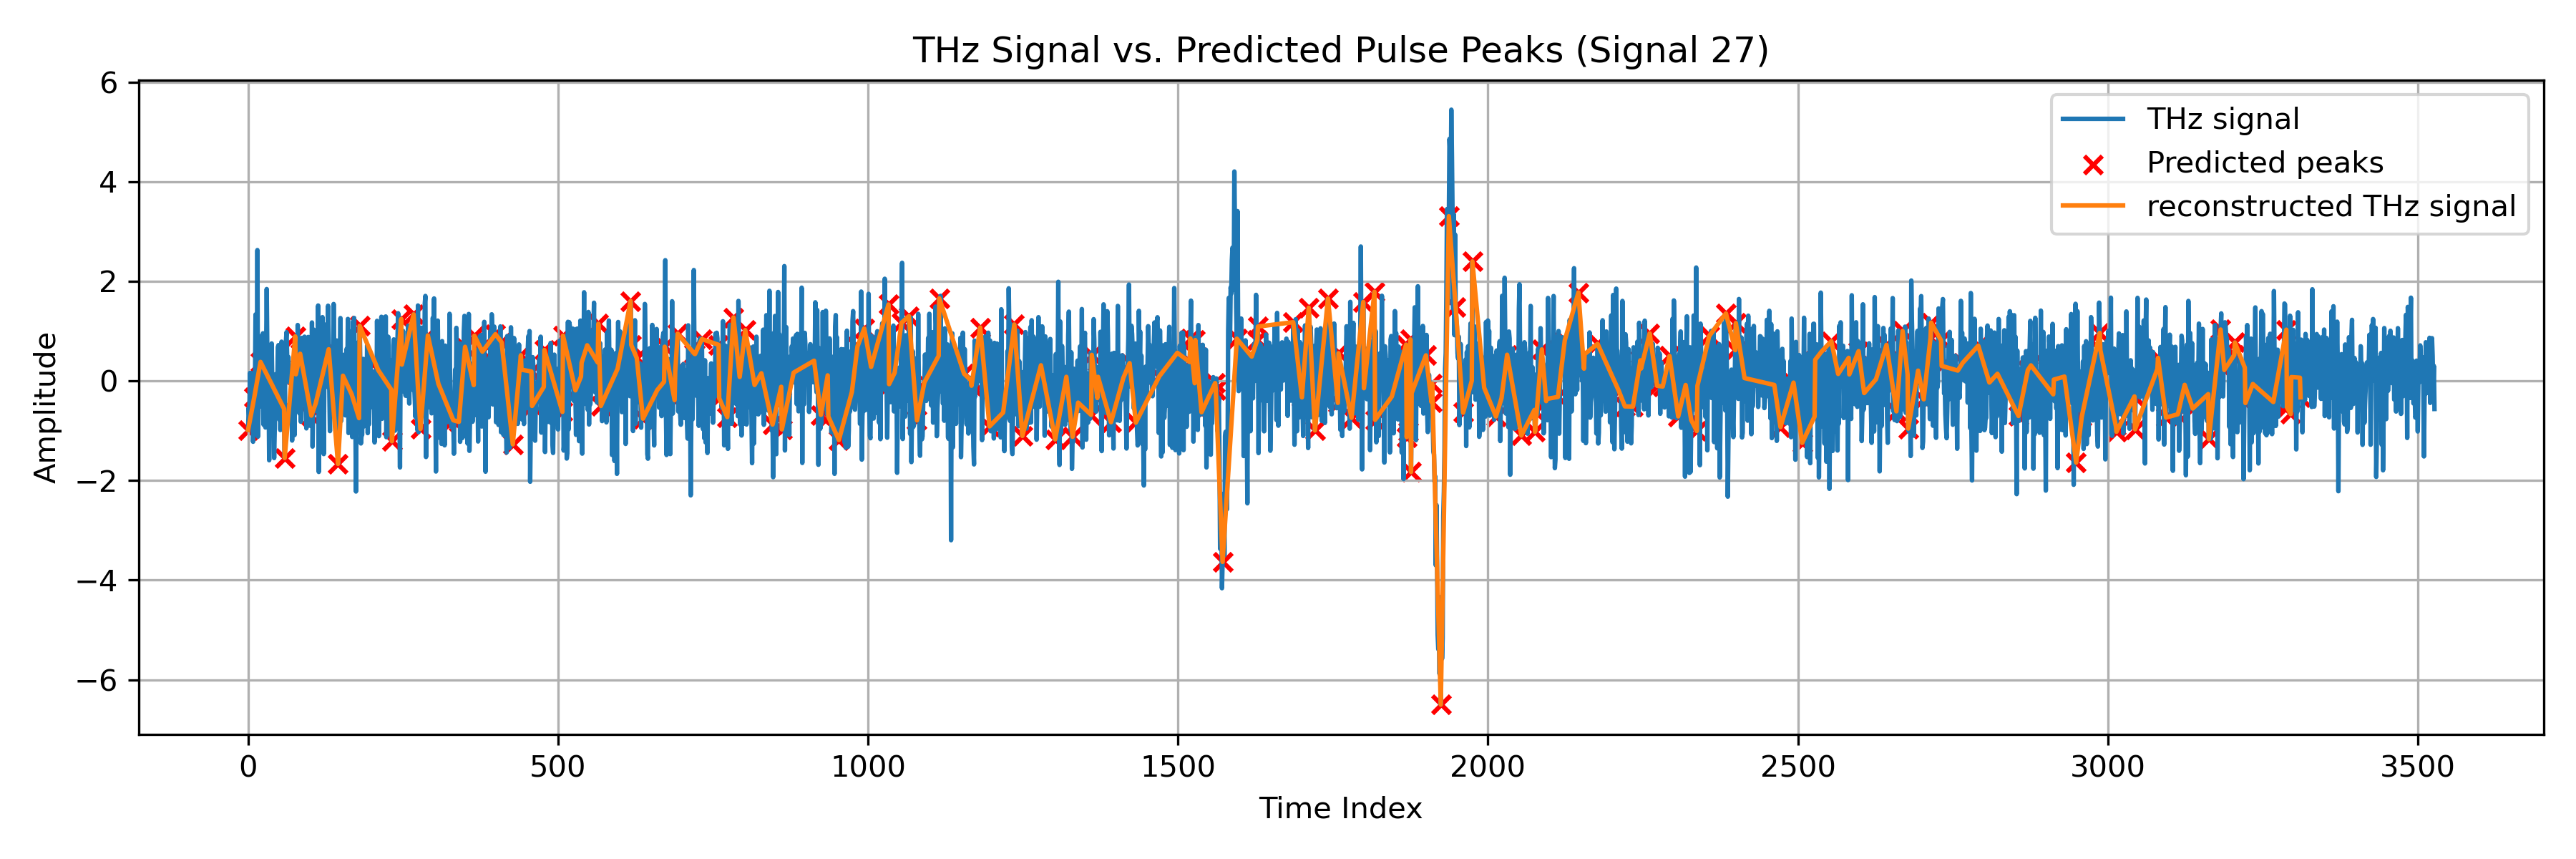 THz Signal vs. Predicted Pulse Peaks (Signal 27)
6
4
2
0
−2
−4
−6
Amplitude
THz signal
Predicted peaks
reconstructed THz signal
0 500 1000 1500 2000 2500 3000 3500
Time Index